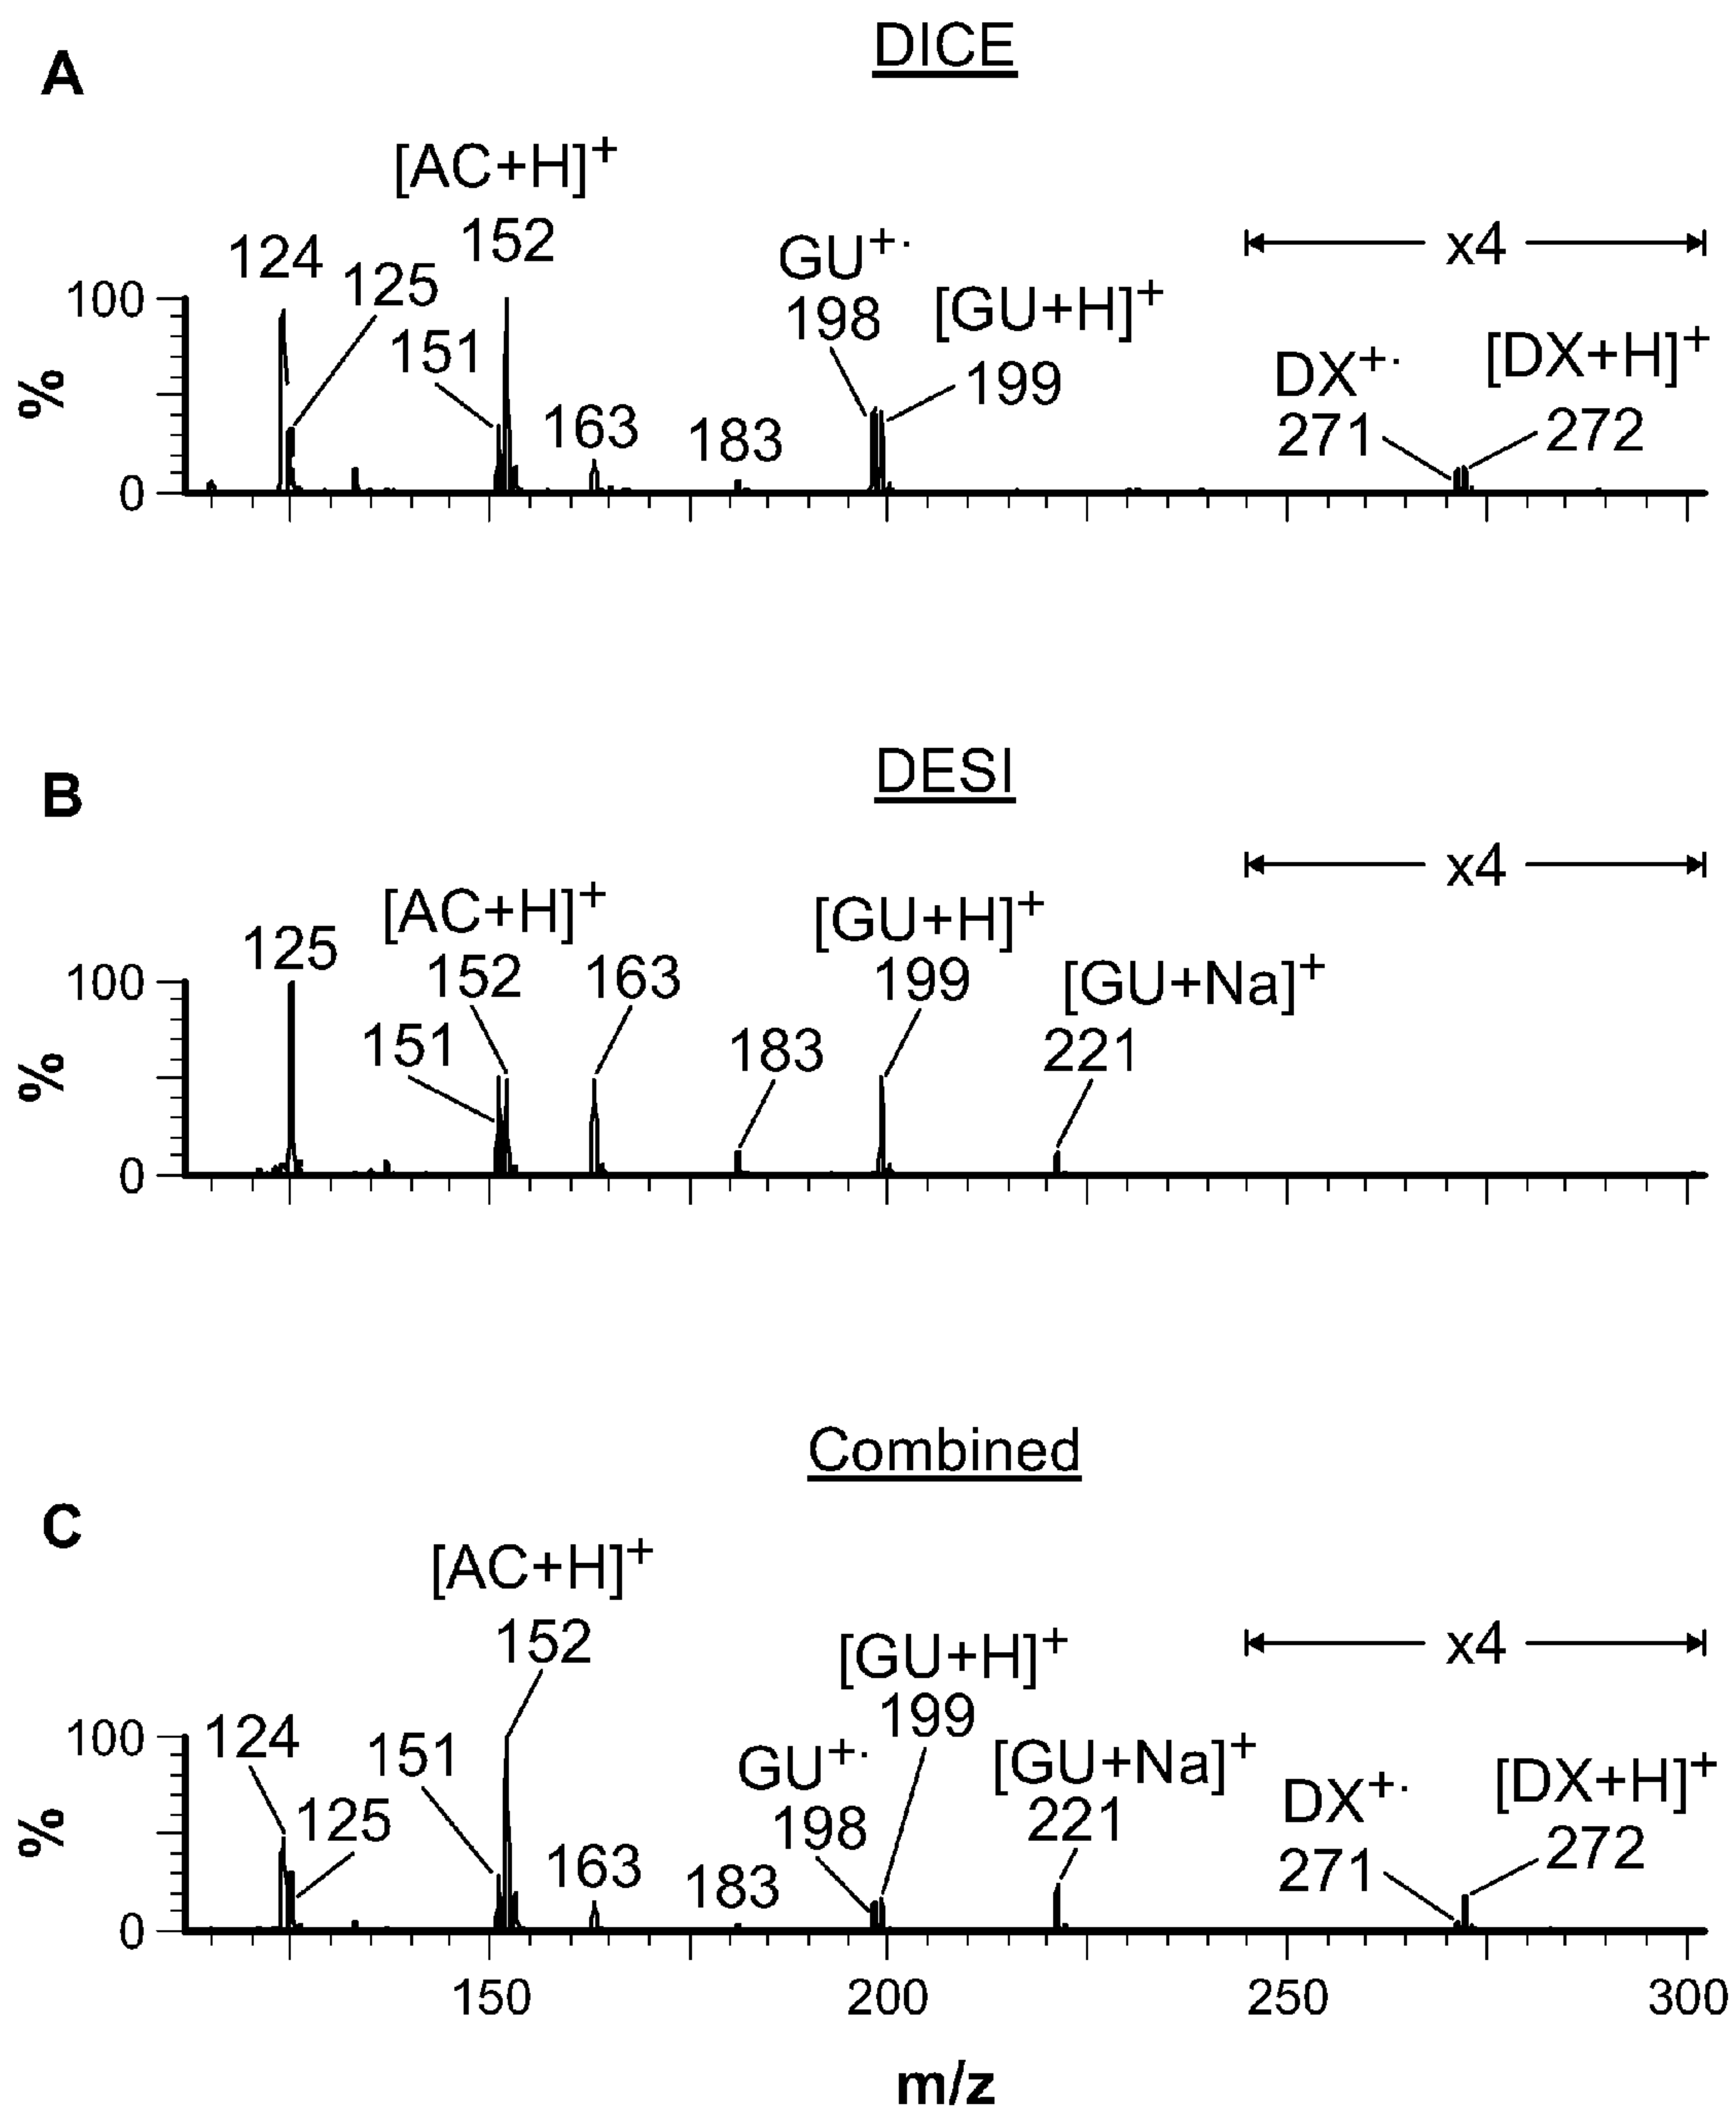 DICE
A
[AC+H]⁺
152
124
125
151
163
183
GU⁺·
198
[GU+H]⁺
199
x4
DX⁺·
271
[DX+H]⁺
272
100
0
%
DESI
B
x4
[AC+H]⁺
152
125
151
163
183
[GU+H]⁺
199
[GU+Na]⁺
221
100
0
%
Combined
C
[AC+H]⁺
152
124
125
151
163
183
GU⁺·
198
[GU+H]⁺
199
[GU+Na]⁺
221
x4
DX⁺·
271
[DX+H]⁺
272
100
0
%
150 200 250 300
m/z